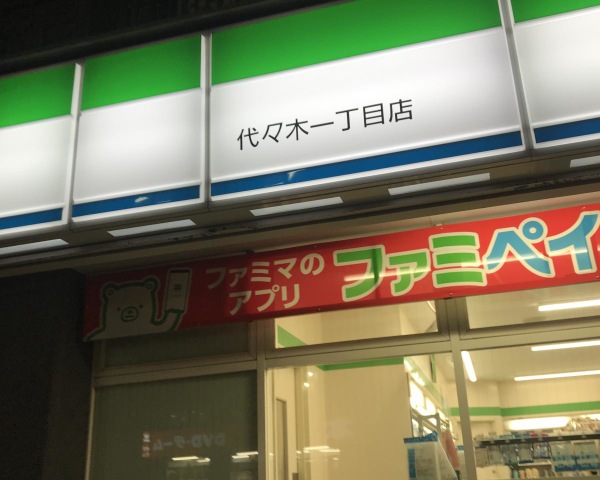 代々木一丁目店
ファミマの
アプリ
ファミペイ